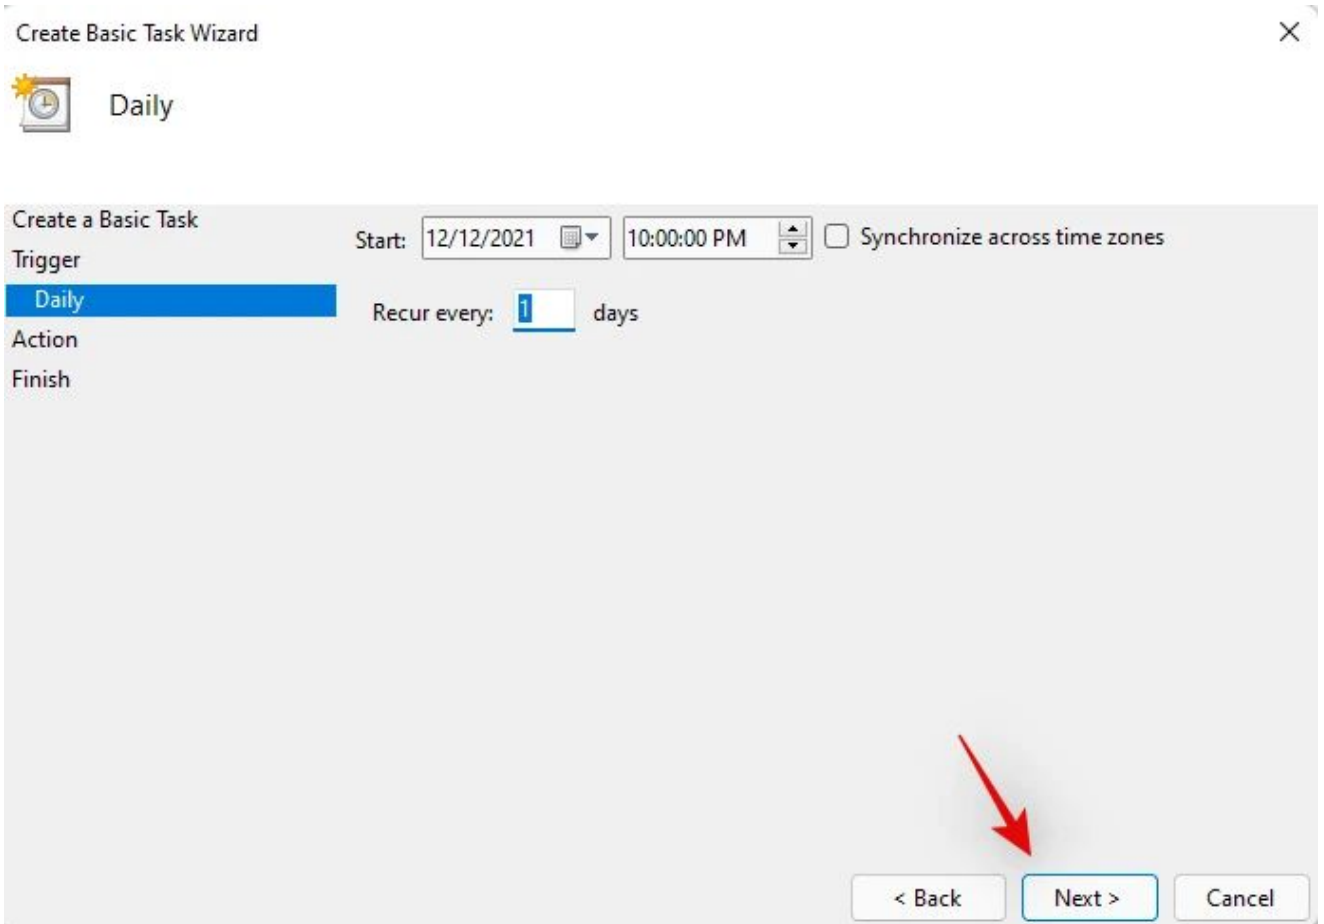 Create Basic Task Wizard
Daily
Create a Basic Task
Trigger
Daily
Action
Finish
Start: 12/12/2021 10:00:00 PM Synchronize across time zones
Recur every: 1 days
< Back Next > Cancel